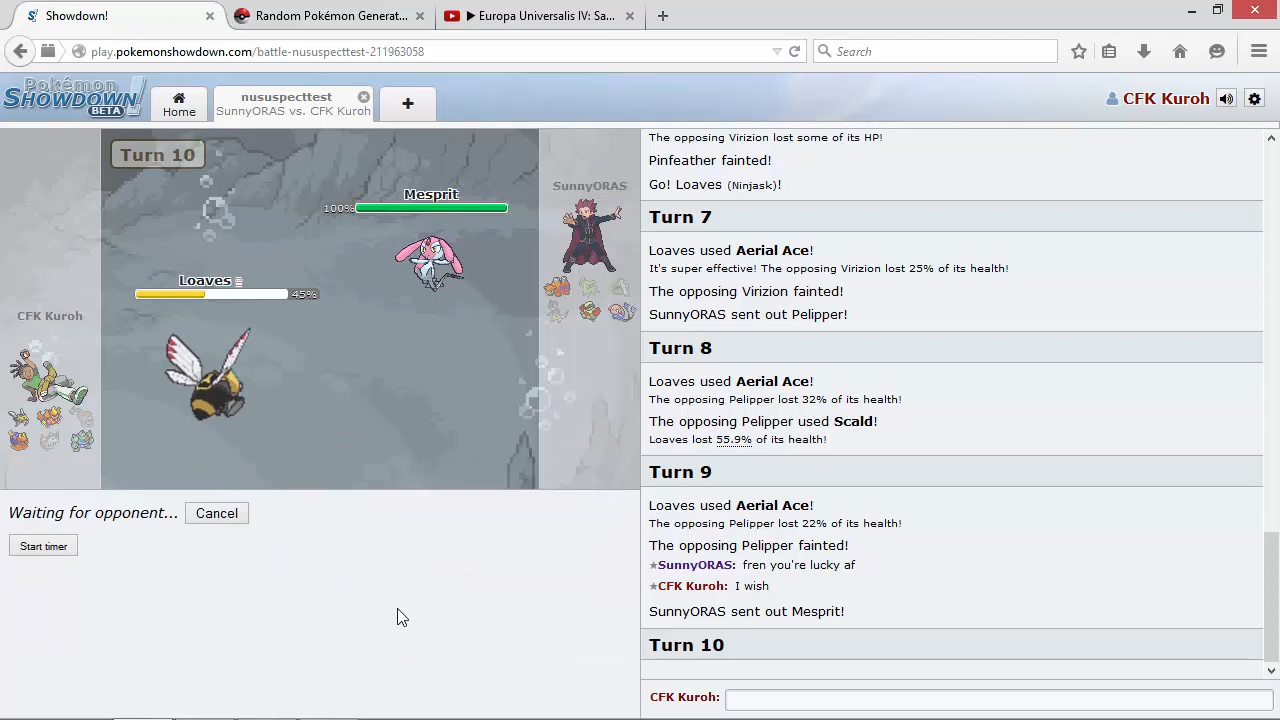 Showdown!
Random Pokémon Generat...
▶ Europa Universalis IV: Sa...
play.pokemonshowdown.com/battle-nususpecttest-211963058
Search
Pokémon
Showdown!
BETA
Home
nususpecttest
SunnyORAS vs. CFK Kuroh
CFK Kuroh
Turn 10
Mesprit
100%
SunnyORAS
Loaves
45%
CFK Kuroh
Waiting for opponent... Cancel
Start timer
The opposing Virizion lost some of its HP!
Pinfeather fainted!
Go! Loaves (Ninjask)!
Turn 7
Loaves used Aerial Ace!
It's super effective! The opposing Virizion lost 25% of its health!
The opposing Virizion fainted!
SunnyORAS sent out Pelipper!
Turn 8
Loaves used Aerial Ace!
The opposing Pelipper lost 32% of its health!
The opposing Pelipper used Scald!
Loaves lost 55.9% of its health!
Turn 9
Loaves used Aerial Ace!
The opposing Pelipper lost 22% of its health!
The opposing Pelipper fainted!
★SunnyORAS: fren you're lucky af
★CFK Kuroh: I wish
SunnyORAS sent out Mesprit!
Turn 10
CFK Kuroh: